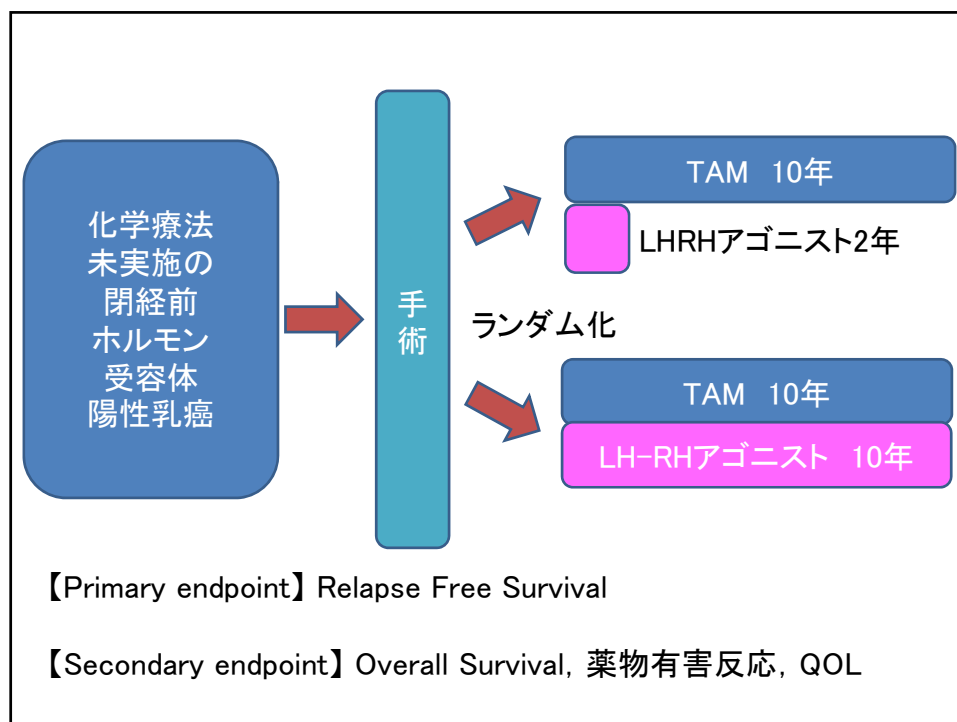 化学療法
未実施の
閉経前
ホルモン
受容体
陽性乳癌
手
術
TAM 10年
LHRHアゴニスト2年
ランダム化
TAM 10年
LH-RHアゴニスト 10年
【Primary endpoint】 Relapse Free Survival
【Secondary endpoint】 Overall Survival, 薬物有害反応, QOL